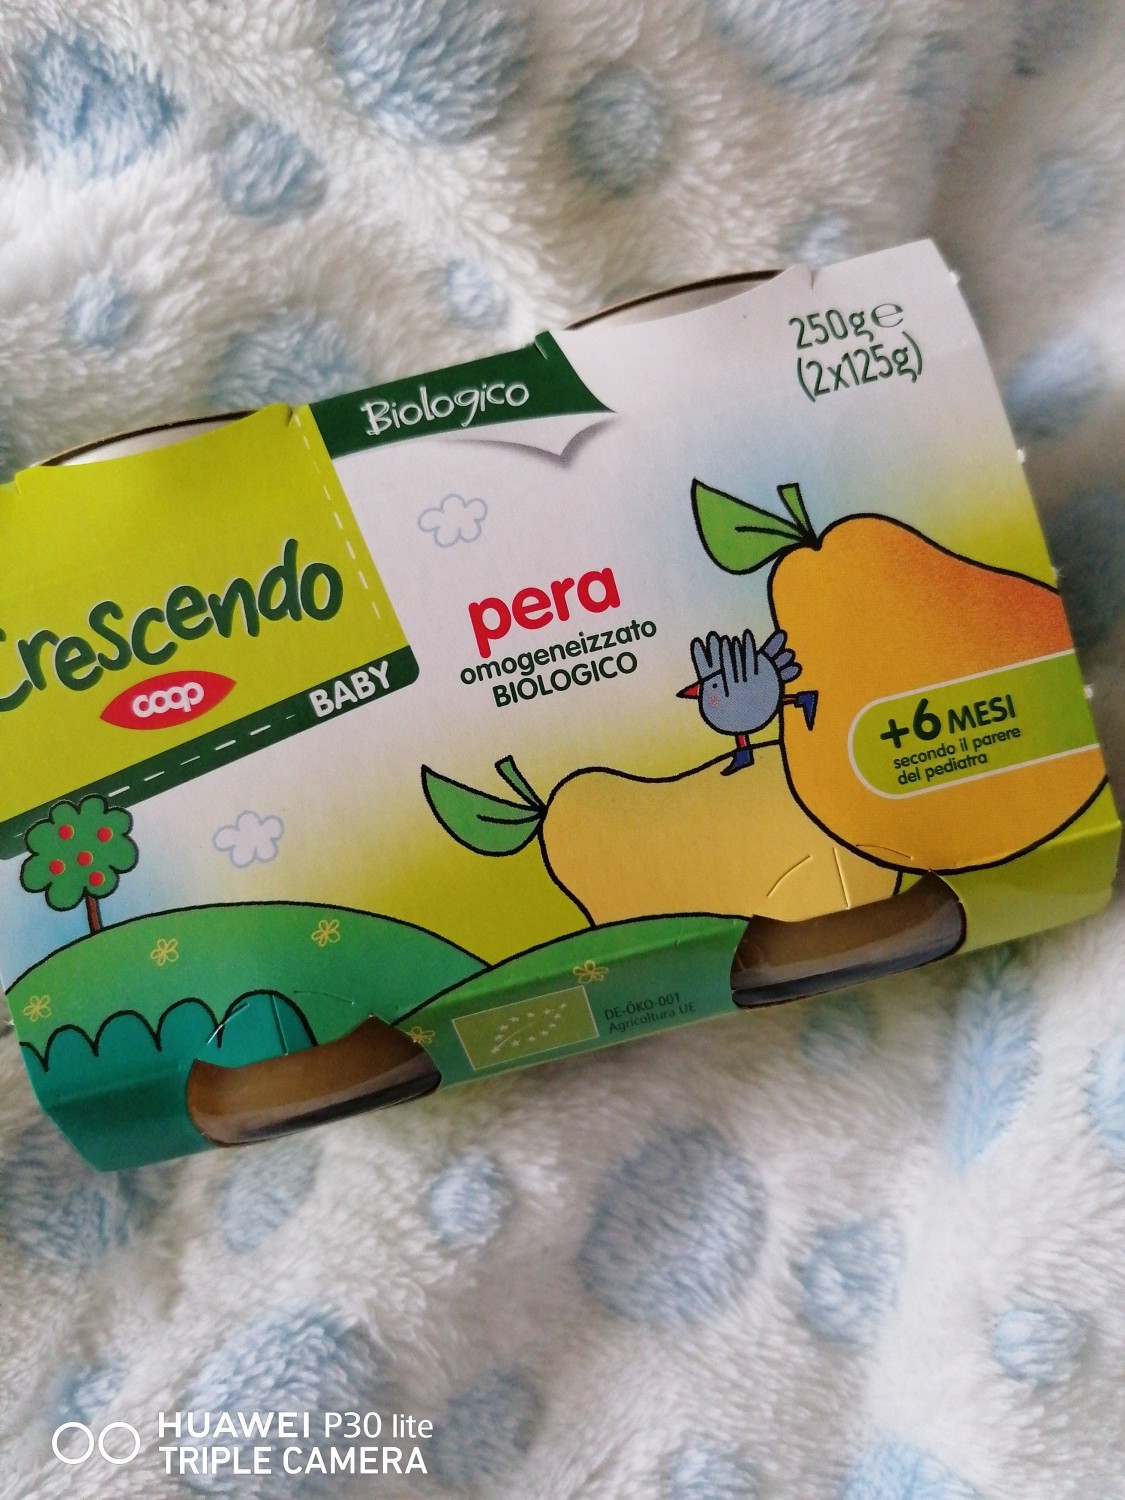 Biologico
250g e
(2x125g)
Crescendo
coop
BABY
pera
omogeneizzato
BIOLOGICO
+6 MESI
secondo il parere
del pediatra
DE-ÖKO-001
Agricoltura UE
HUAWEI P30 lite
TRIPLE CAMERA